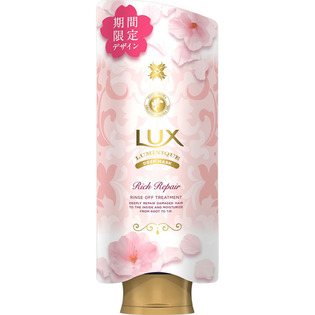 期間
限定
デザイン
LUX
LUMINIQUE
Rich Repair
RINSE OFF TREATMENT
DEEPLY REPAIR DAMAGED HAIR
TO THE INSIDE AND MOISTURIZE
FROM ROOT TO TIP